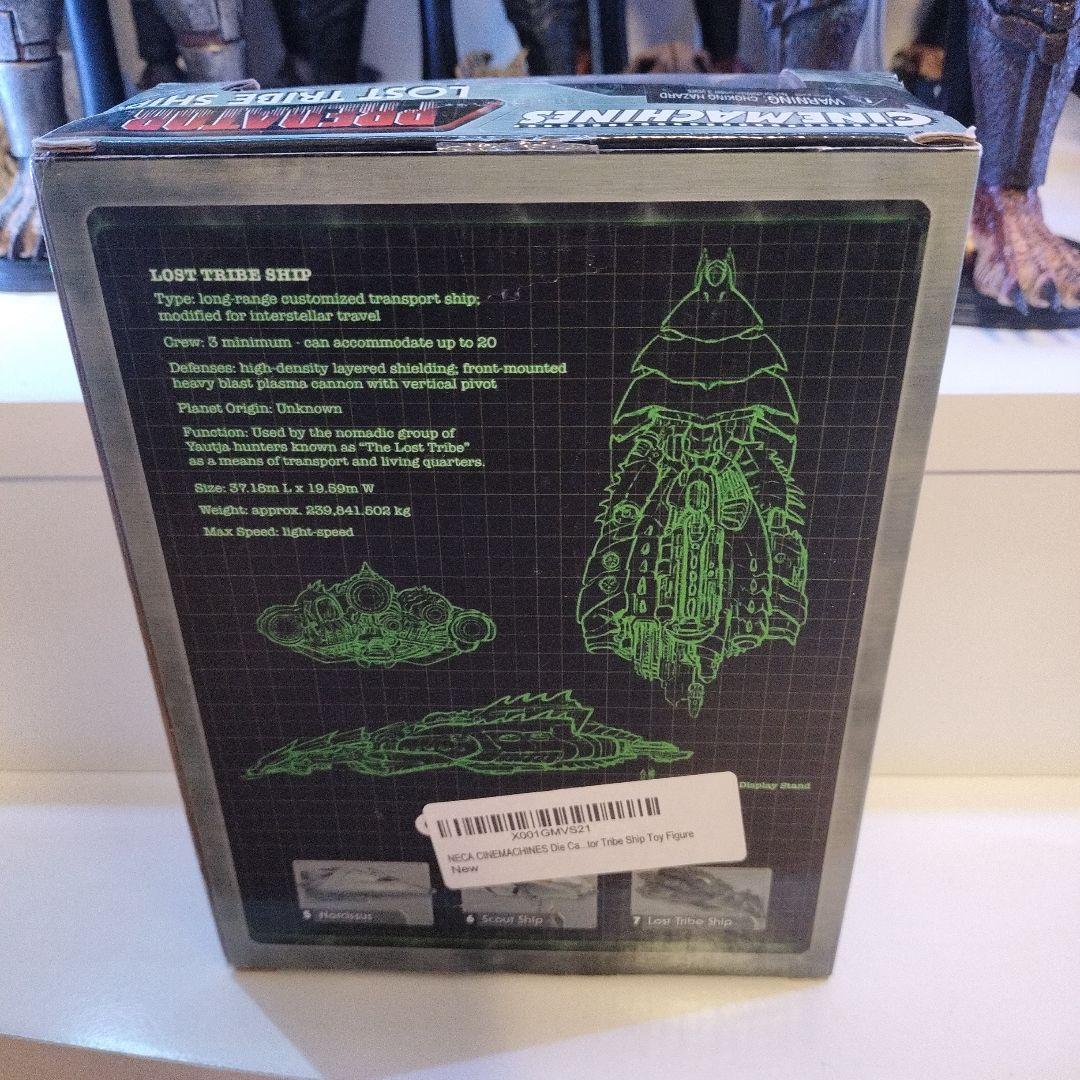 WARNING: CHOKING HAZARD
CINEMACHINES
PREDATOR
LOST TRIBE SHIP
LOST TRIBE SHIP
Type: long-range customized transport ship;
modified for interstellar travel
Crew: 3 minimum - can accommodate up to 20
Defenses: high-density layered shielding; front-mounted
heavy blast plasma cannon with vertical pivot
Planet Origin: Unknown
Function: Used by the nomadic group of
Yautja hunters known as "The Lost Tribe"
as a means of transport and living quarters.
Size: 37.18m L x 19.59m W
Weight: approx. 239,841.502 kg
Max Speed: light-speed
Display Stand
X001GMVS21
NECA CINEMACHINES Die Ca...tor Tribe Ship Toy Figure
New
5 Narcissus
6 Scout Ship
7 Lost Tribe Ship